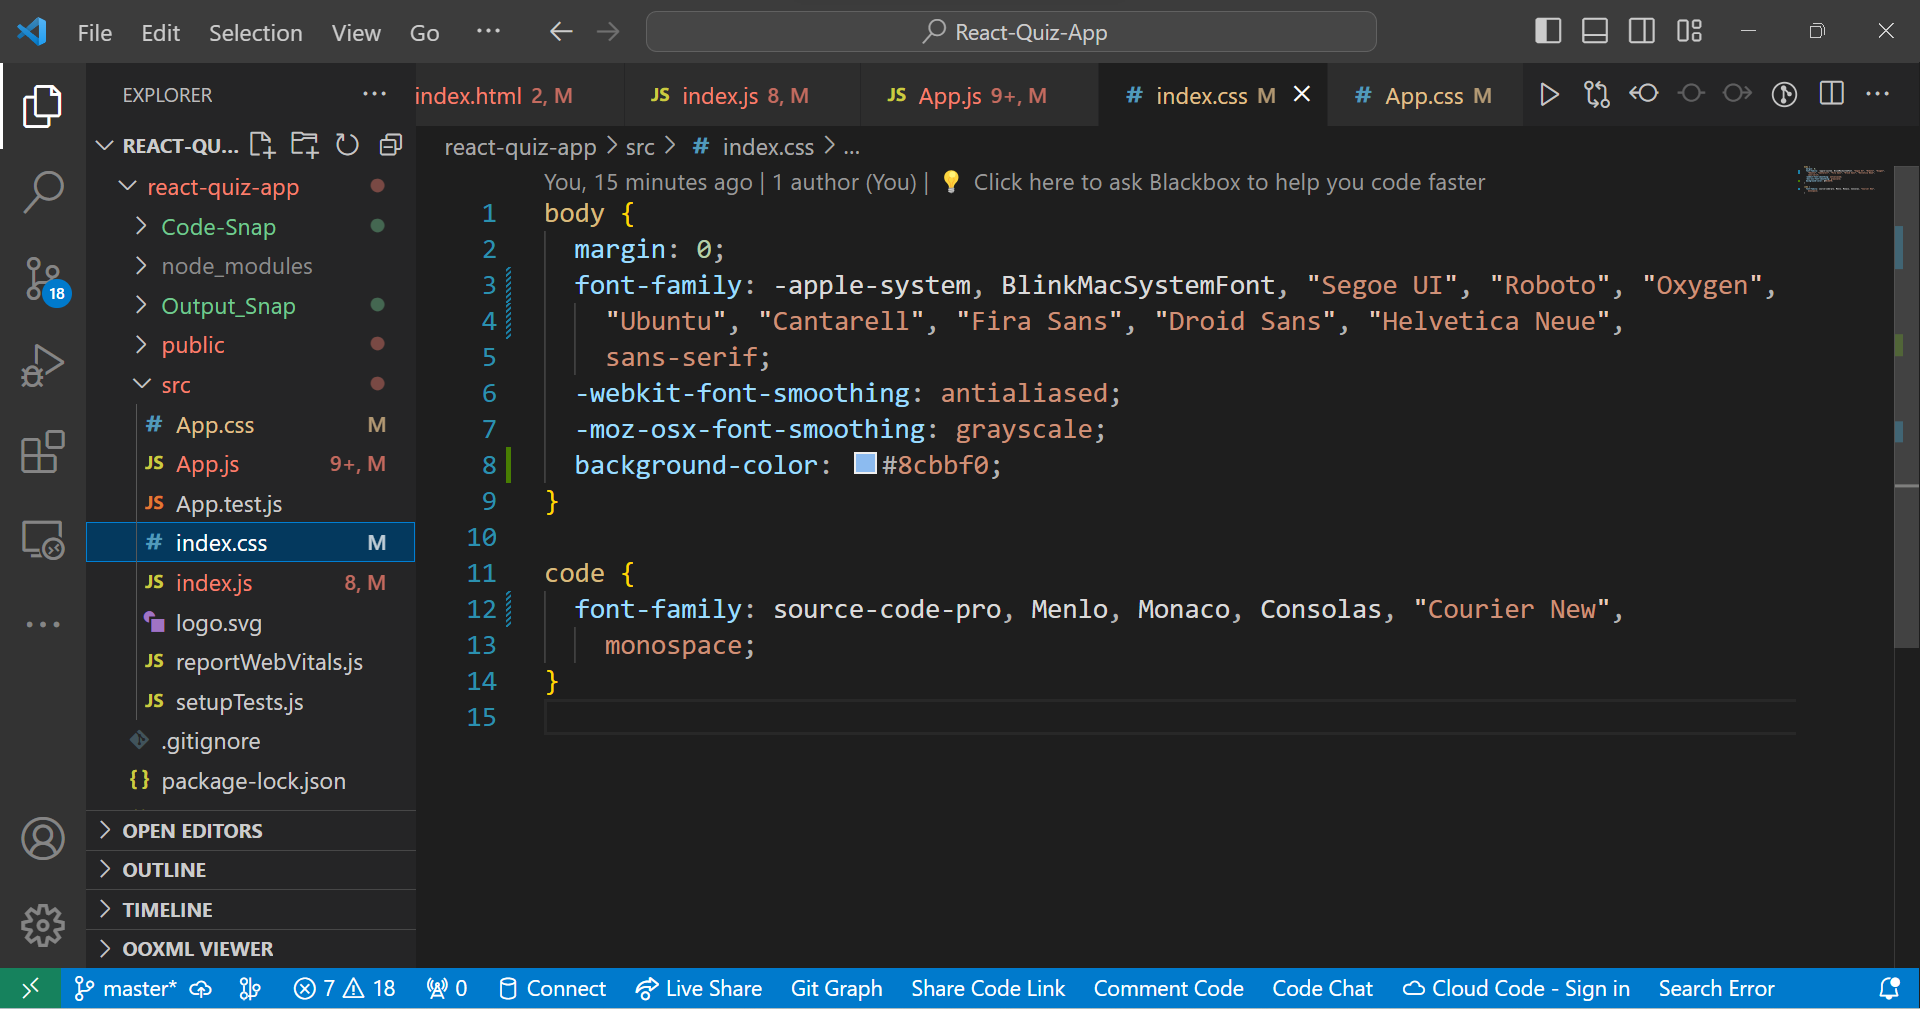 File Edit Selection View Go ··· React-Quiz-App
EXPLORER
index.html 2, M
JS index.js 8, M
JS App.js 9+, M
# index.css M
# App.css M
REACT-QU...
react-quiz-app > src > # index.css > ...
react-quiz-app
Code-Snap
node_modules
Output_Snap
public
src
# App.css M
JS App.js 9+, M
JS App.test.js
# index.css M
JS index.js 8, M
logo.svg
JS reportWebVitals.js
JS setupTests.js
.gitignore
{} package-lock.json
OPEN EDITORS
OUTLINE
TIMELINE
OOXML VIEWER
18
You, 15 minutes ago | 1 author (You) | 💡 Click here to ask Blackbox to help you code faster
1 body {
2 margin: 0;
3 font-family: -apple-system, BlinkMacSystemFont, "Segoe UI", "Roboto", "Oxygen",
4 "Ubuntu", "Cantarell", "Fira Sans", "Droid Sans", "Helvetica Neue",
5 sans-serif;
6 -webkit-font-smoothing: antialiased;
7 -moz-osx-font-smoothing: grayscale;
8 background-color: #8cbbf0;
9 }
10
11 code {
12 font-family: source-code-pro, Menlo, Monaco, Consolas, "Courier New",
13 monospace;
14 }
15
master* 7 18 0 Connect Live Share Git Graph Share Code Link Comment Code Code Chat Cloud Code - Sign in Search Error